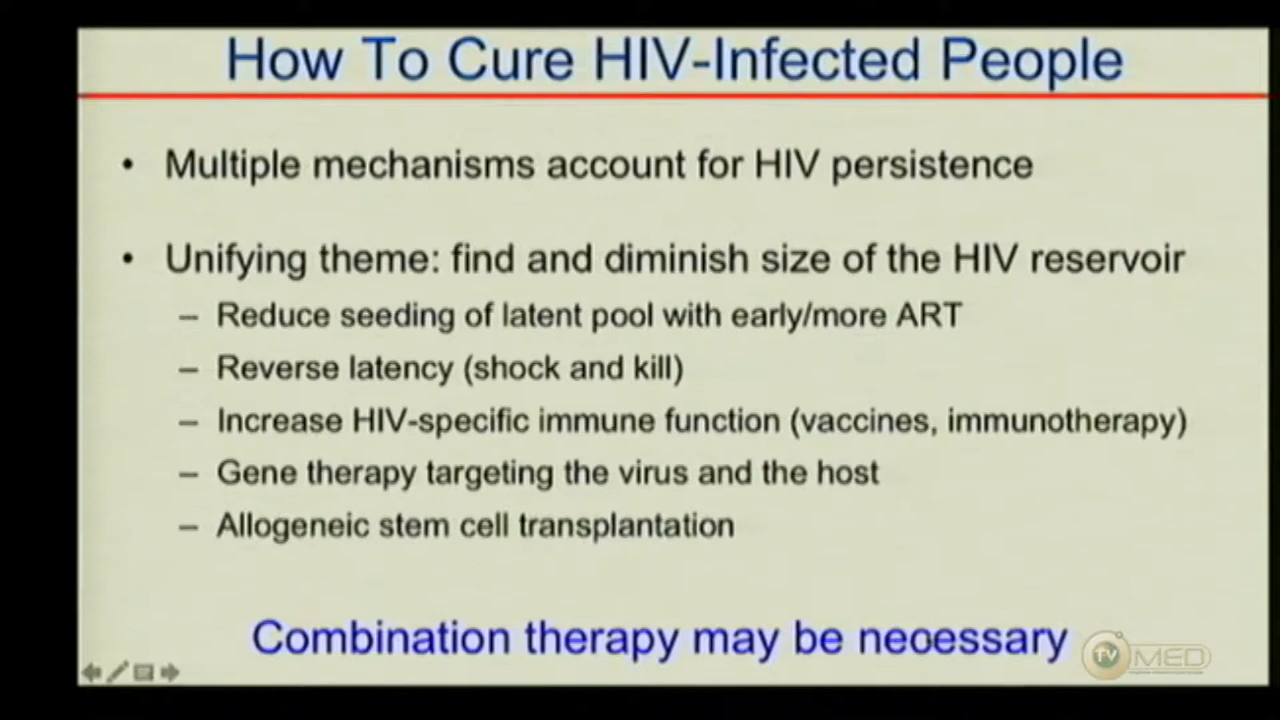 How To Cure HIV-Infected People
• Multiple mechanisms account for HIV persistence
• Unifying theme: find and diminish size of the HIV reservoir
– Reduce seeding of latent pool with early/more ART
– Reverse latency (shock and kill)
– Increase HIV-specific immune function (vaccines, immunotherapy)
– Gene therapy targeting the virus and the host
– Allogeneic stem cell transplantation
Combination therapy may be necessary
TV MED